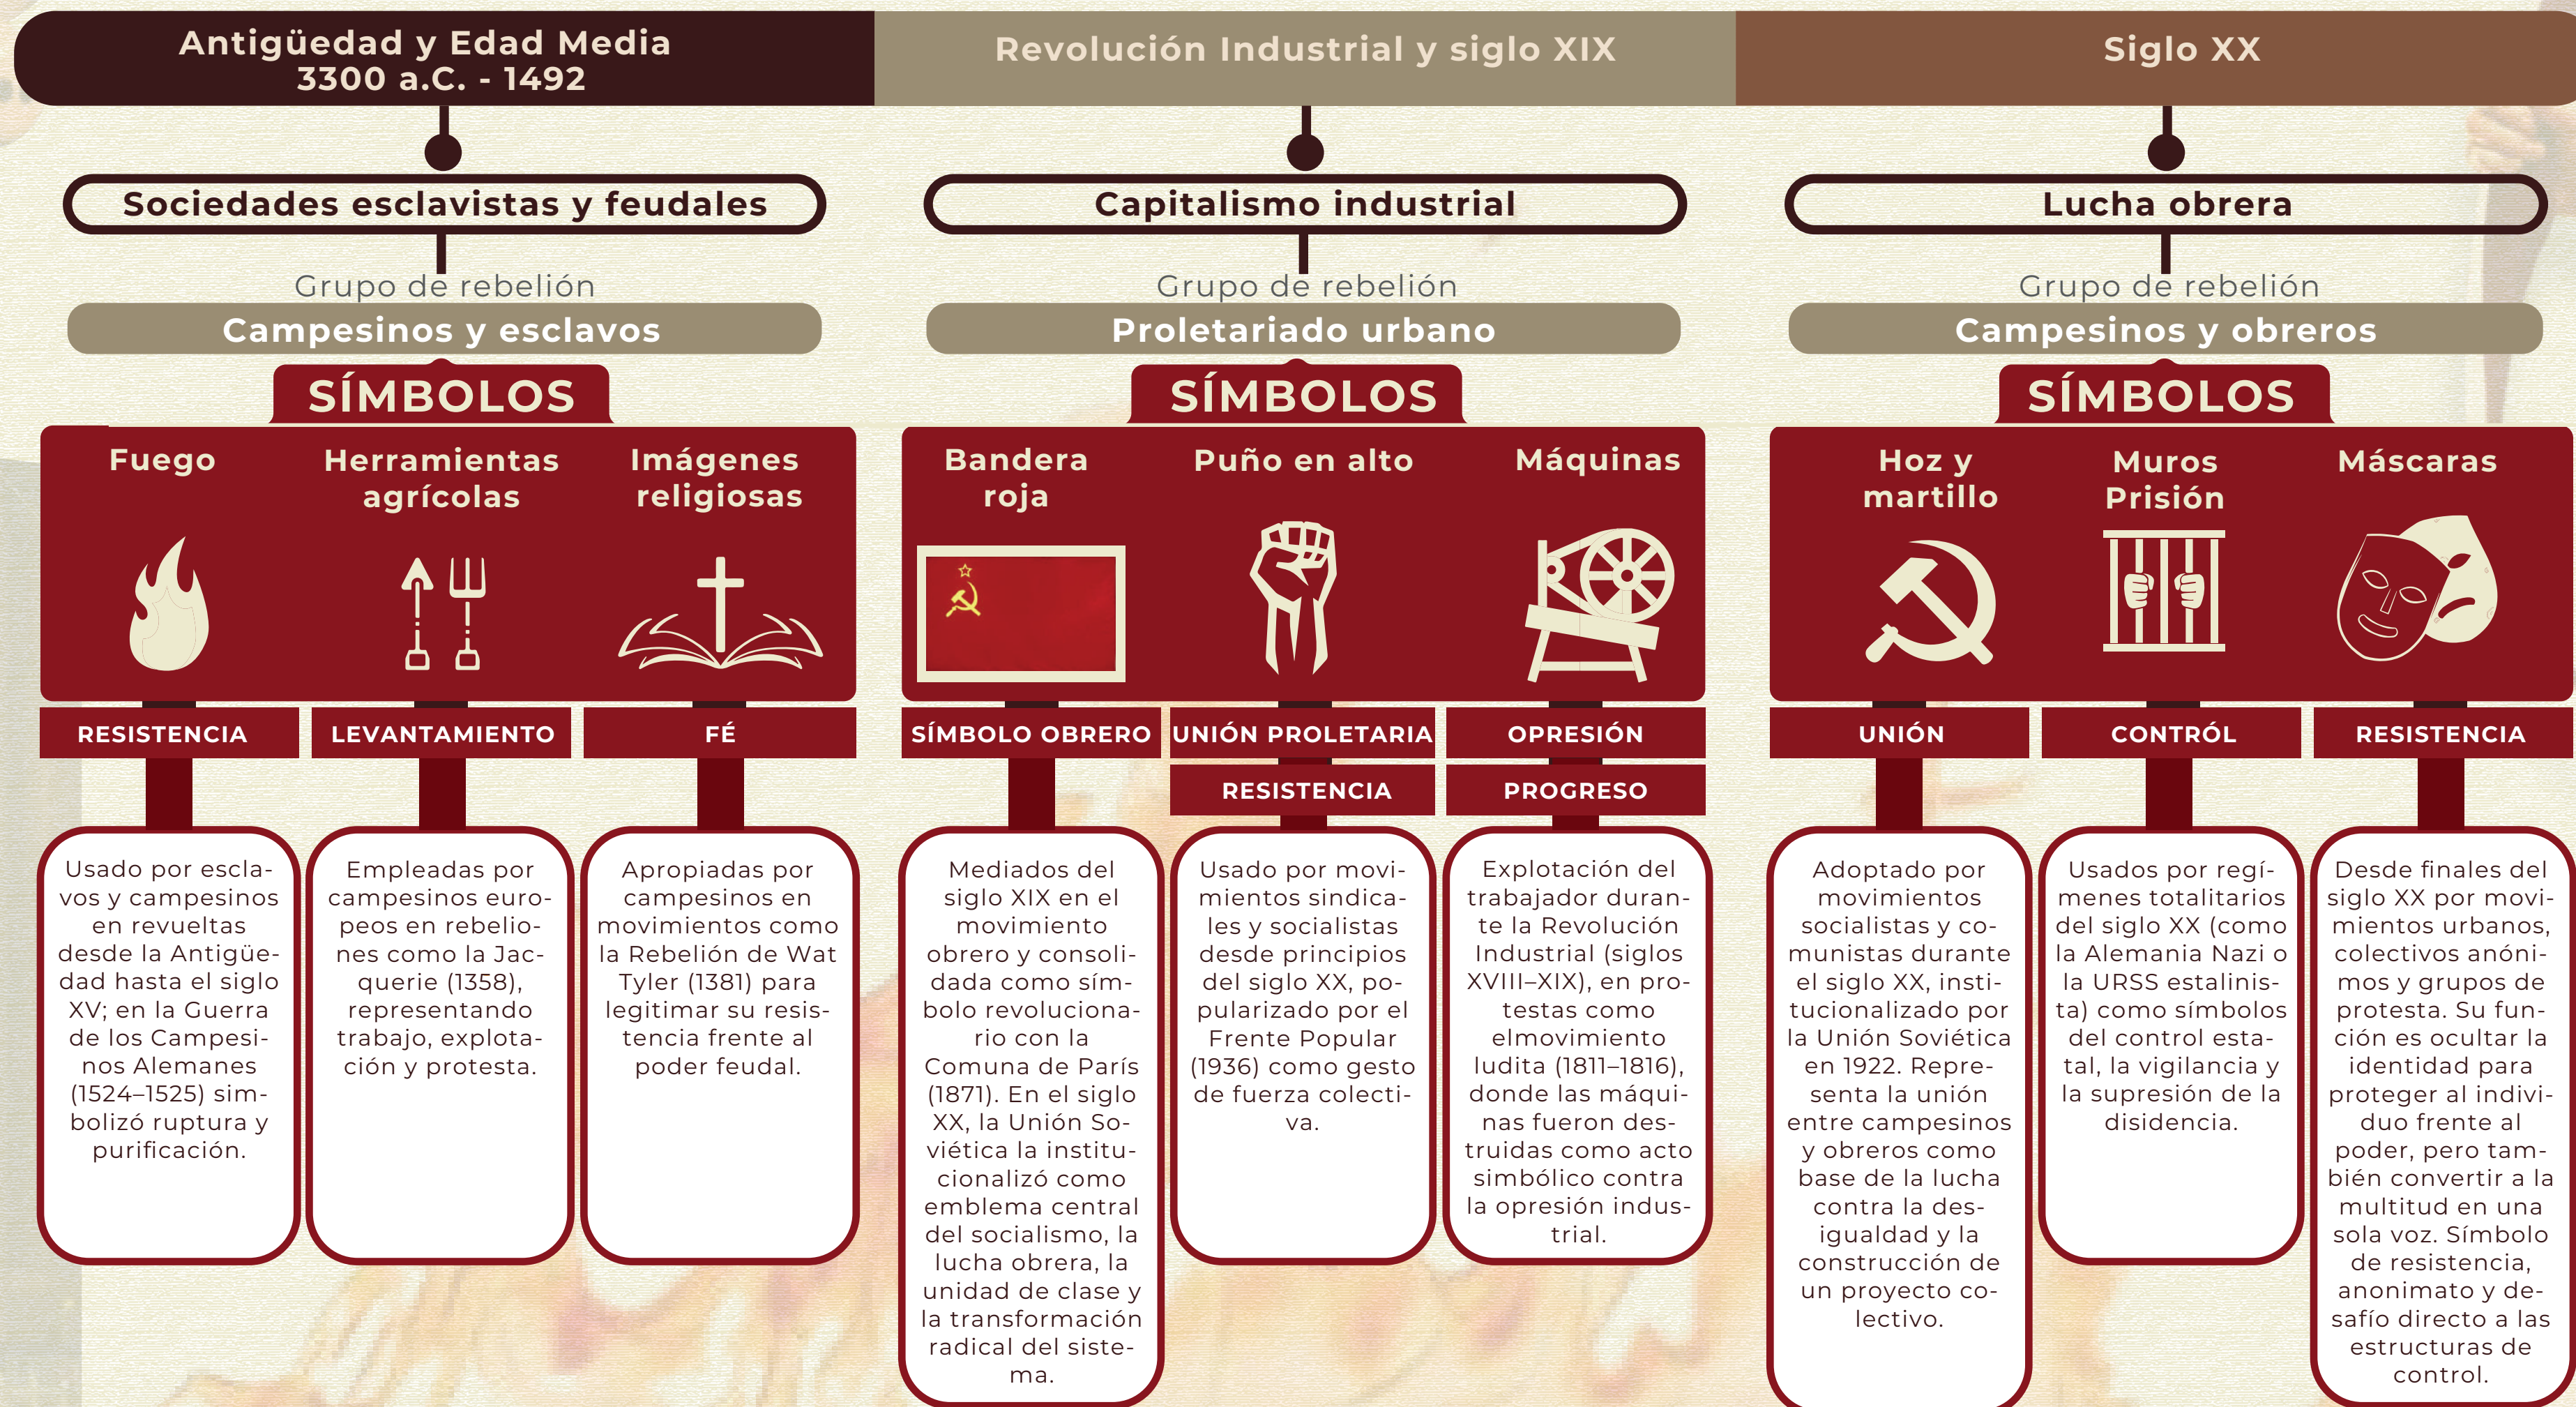 Antigüedad y Edad Media
3300 a.C. - 1492
Revolución Industrial y siglo XIX
Siglo XX
Sociedades esclavistas y feudales
Grupo de rebelión
Campesinos y esclavos
SÍMBOLOS
Fuego
Herramientas
agrícolas
Imágenes
religiosas
RESISTENCIA
LEVANTAMIENTO
FÉ
Usado por escla-
vos y campesinos
en revueltas
desde la Antigüe-
dad hasta el siglo
XV; en la Guerra
de los Campesi-
nos Alemanes
(1524–1525) sim-
bolizó ruptura y
purificación.
Empleadas por
campesinos euro-
peos en rebelio-
nes como la Jac-
querie (1358),
representando
trabajo, explota-
ción y protesta.
Apropiadas por
campesinos en
movimientos como
la Rebelión de Wat
Tyler (1381) para
legitimar su resis-
tencia frente al
poder feudal.
Capitalismo industrial
Grupo de rebelión
Proletariado urbano
SÍMBOLOS
Bandera
roja
Puño en alto
Máquinas
SÍMBOLO OBRERO
UNIÓN PROLETARIA
RESISTENCIA
OPRESIÓN
PROGRESO
Mediados del
siglo XIX en el
movimiento
obrero y consoli-
dada como sím-
bolo revoluciona-
rio con la
Comuna de París
(1871). En el siglo
XX, la Unión So-
viética la institu-
cionalizó como
emblema central
del socialismo, la
lucha obrera, la
unidad de clase y
la transformación
radical del siste-
ma.
Usado por movi-
mientos sindica-
les y socialistas
desde principios
del siglo XX, po-
pularizado por el
Frente Popular
(1936) como gesto
de fuerza colecti-
va.
Explotación del
trabajador duran-
te la Revolución
Industrial (siglos
XVIII–XIX), en pro-
testas como
elmovimiento
ludita (1811–1816),
donde las máqui-
nas fueron des-
truidas como acto
simbólico contra
la opresión indus-
trial.
Lucha obrera
Grupo de rebelión
Campesinos y obreros
SÍMBOLOS
Hoz y
martillo
Muros
Prisión
Máscaras
UNIÓN
CONTRÓL
RESISTENCIA
Adoptado por
movimientos
socialistas y co-
munistas durante
el siglo XX, insti-
tucionalizado por
la Unión Soviética
en 1922. Repre-
senta la unión
entre campesinos
y obreros como
base de la lucha
contra la des-
igualdad y la
construcción de
un proyecto co-
lectivo.
Usados por regí-
menes totalitarios
del siglo XX (como
la Alemania Nazi o
la URSS estalinis-
ta) como símbolos
del control esta-
tal, la vigilancia y
la supresión de la
disidencia.
Desde finales del
siglo XX por movi-
mientos urbanos,
colectivos anóni-
mos y grupos de
protesta. Su fun-
ción es ocultar la
identidad para
proteger al indivi-
duo frente al
poder, pero tam-
bién convertir a la
multitud en una
sola voz. Símbolo
de resistencia,
anonimato y de-
safío directo a las
estructuras de
control.